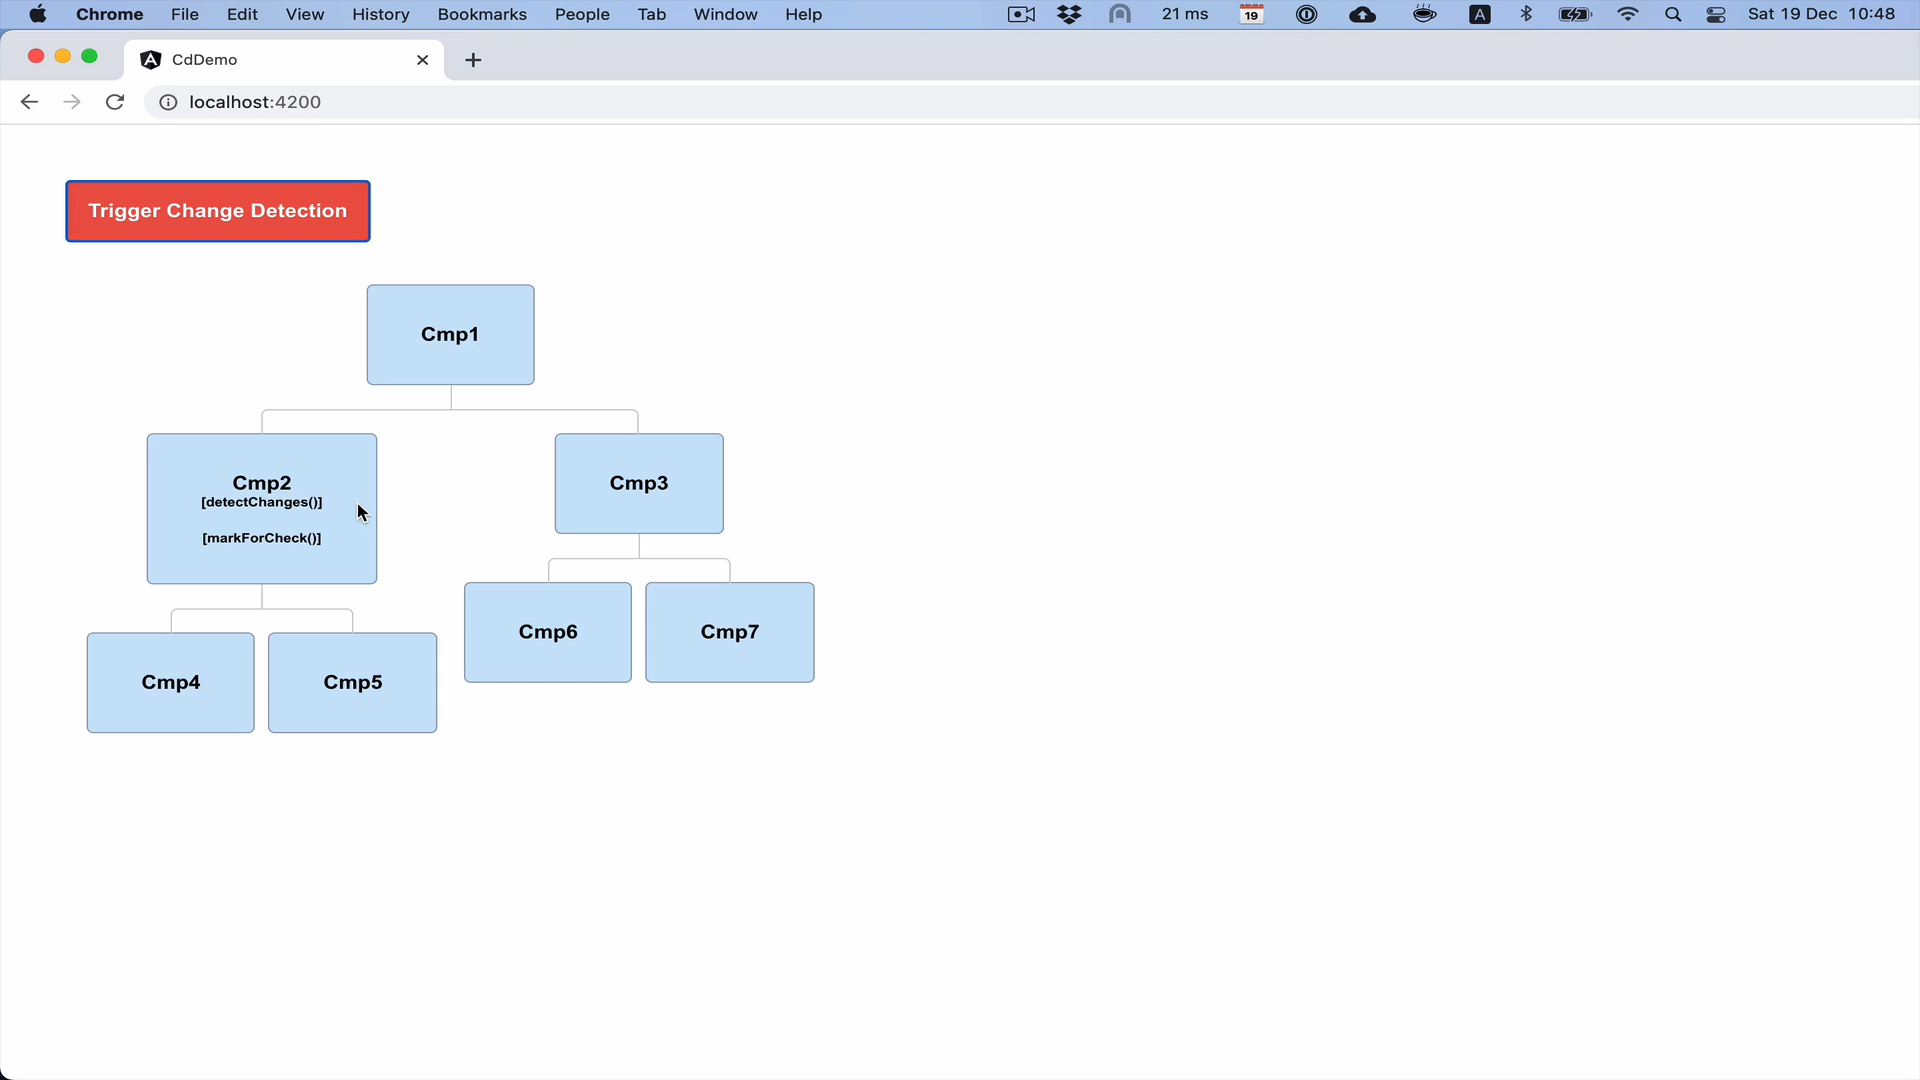 Chrome File Edit View History Bookmarks People Tab Window Help 21 ms 19 A Sat 19 Dec 10:48
CdDemo
localhost:4200
Trigger Change Detection
Cmp1
Cmp2
[detectChanges()]
[markForCheck()]
Cmp3
Cmp4
Cmp5
Cmp6
Cmp7